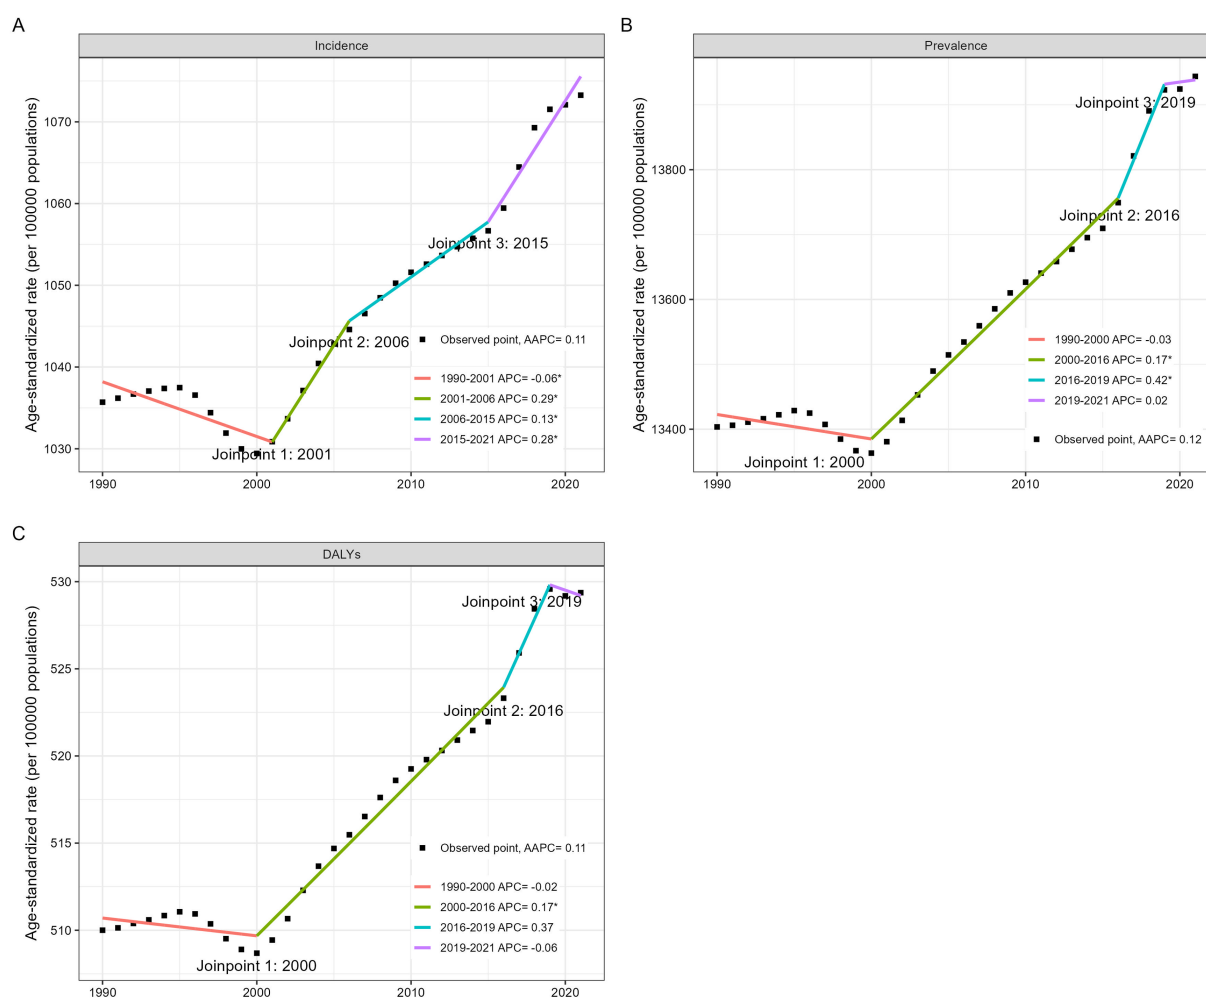 A
Incidence
Age-standardized rate (per 100000 populations)
1070
1060
1050
1040
1030
Joinpoint 3: 2015
Joinpoint 2: 2006
Joinpoint 1: 2001
Observed point, AAPC= 0.11
1990-2001 APC= -0.06*
2001-2006 APC= 0.29*
2006-2015 APC= 0.13*
2015-2021 APC= 0.28*
1990 2000 2010 2020
B
Prevalence
Age-standardized rate (per 100000 populations)
13800
13600
13400
Joinpoint 3: 2019
Joinpoint 2: 2016
Joinpoint 1: 2000
1990-2000 APC= -0.03
2000-2016 APC= 0.17*
2016-2019 APC= 0.42*
2019-2021 APC= 0.02
Observed point, AAPC= 0.12
1990 2000 2010 2020
C
DALYs
Age-standardized rate (per 100000 populations)
530
525
520
515
510
Joinpoint 3: 2019
Joinpoint 2: 2016
Joinpoint 1: 2000
Observed point, AAPC= 0.11
1990-2000 APC= -0.02
2000-2016 APC= 0.17*
2016-2019 APC= 0.37
2019-2021 APC= -0.06
1990 2000 2010 2020